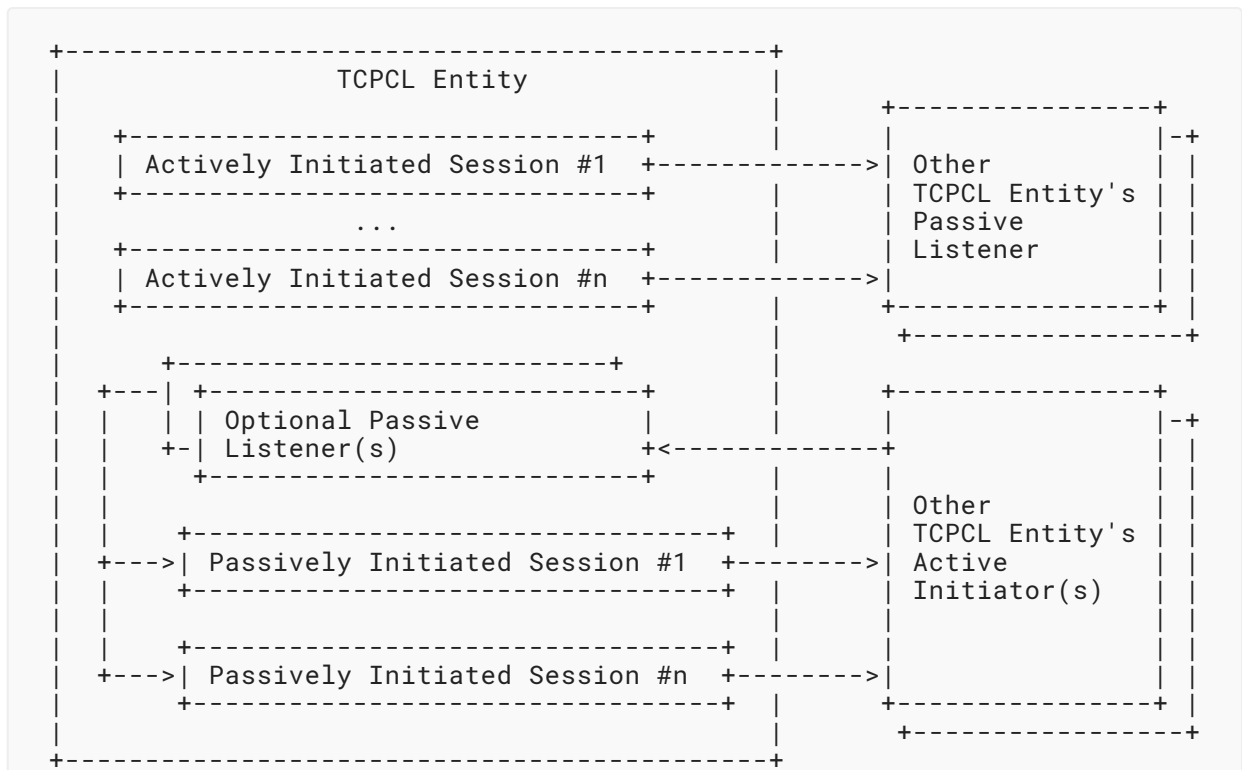 TCPCL Entity
Actively Initiated Session #1
Other
TCPCL Entity's
...
Passive
Listener
Actively Initiated Session #n
Optional Passive
Listener(s)
Other
TCPCL Entity's
Passively Initiated Session #1
Active
Initiator(s)
Passively Initiated Session #n